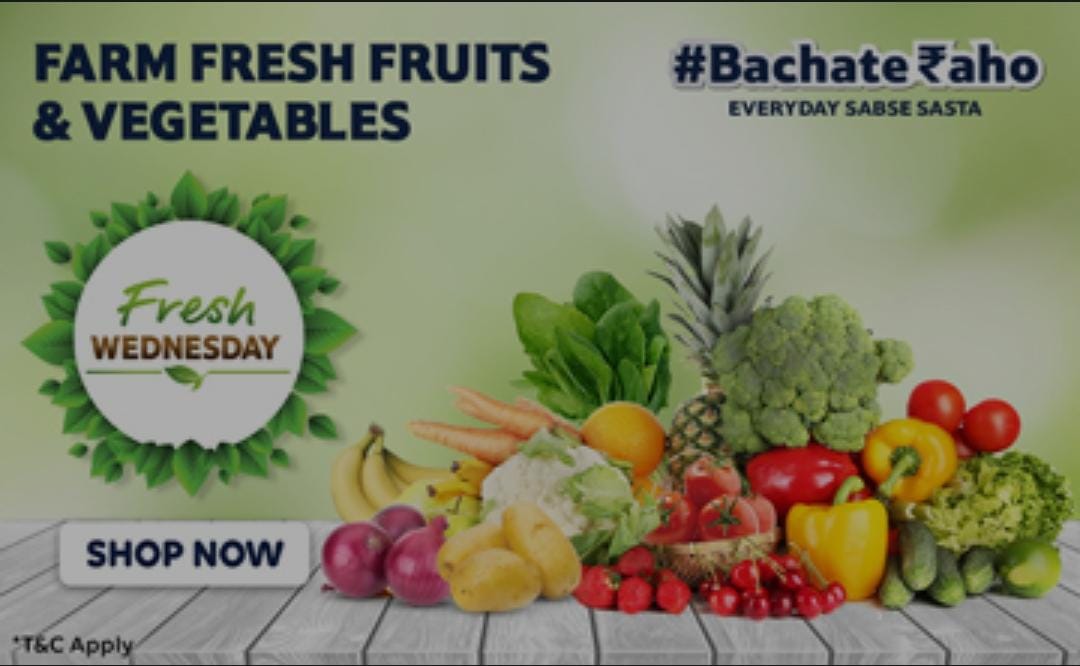 FARM FRESH FRUITS
& VEGETABLES
#Bachate₹aho
EVERYDAY SABSE SASTA
Fresh
WEDNESDAY
SHOP NOW
*T&C Apply